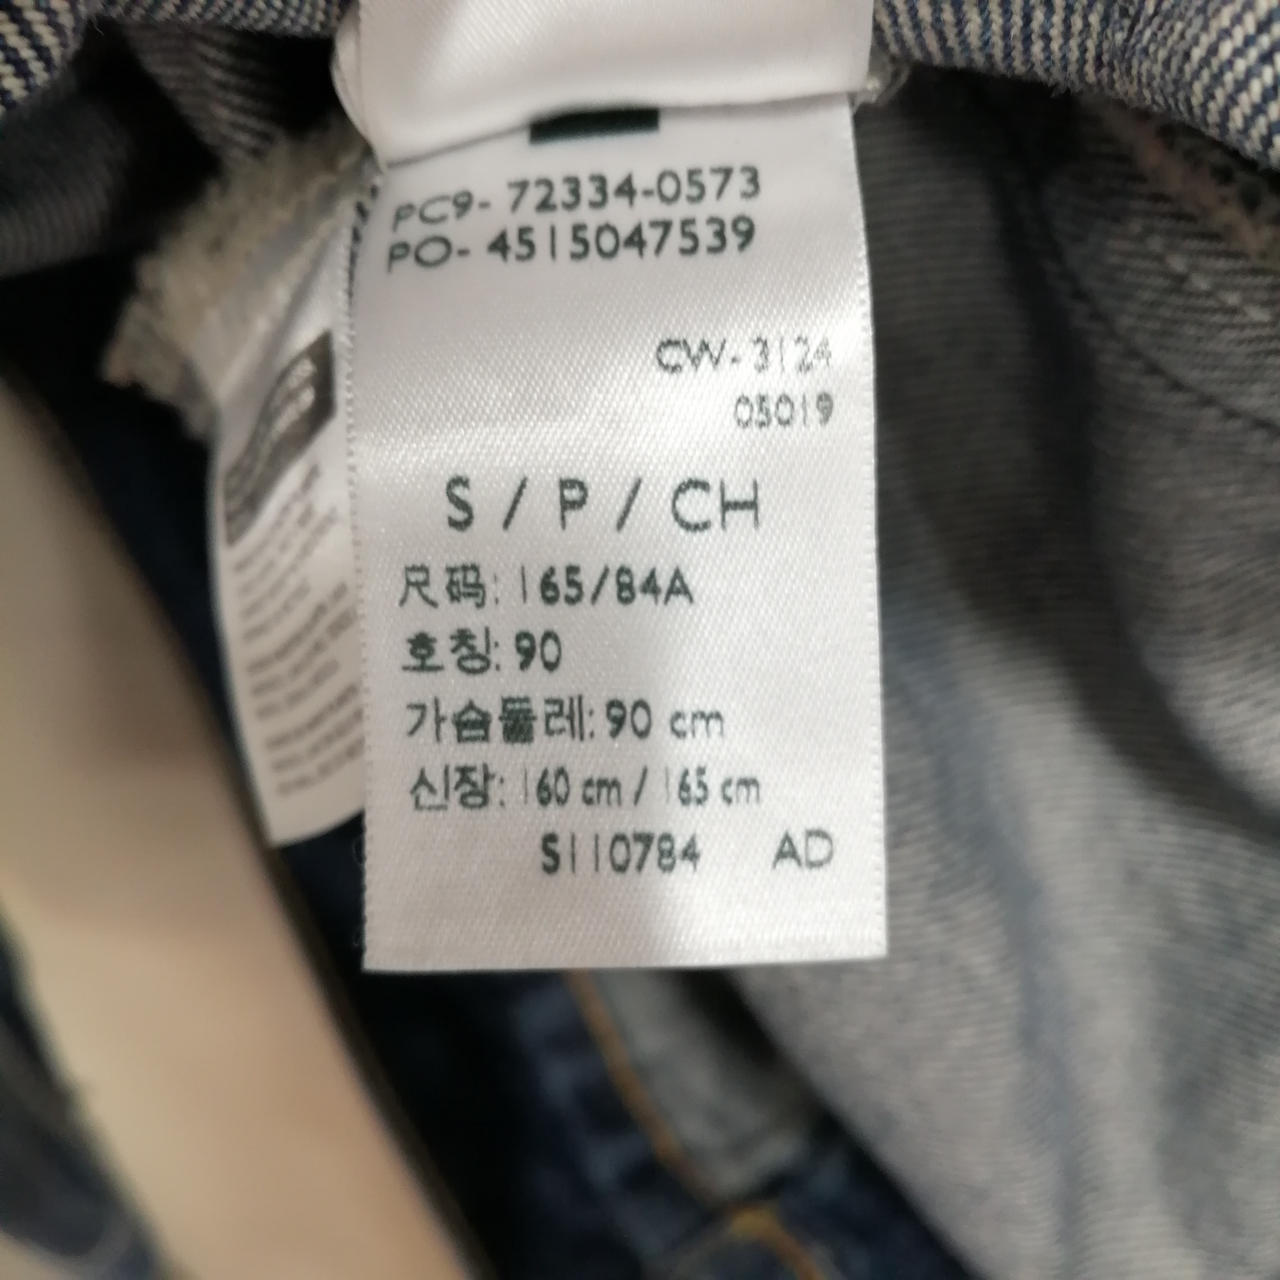 PC9- 72334-0573
PO- 4515047539
CW- 3124
05019
S / P / CH
尺码: 165/84A
호칭: 90
가슴둘레: 90 cm
신장: 160 cm / 165 cm
S110784 AD